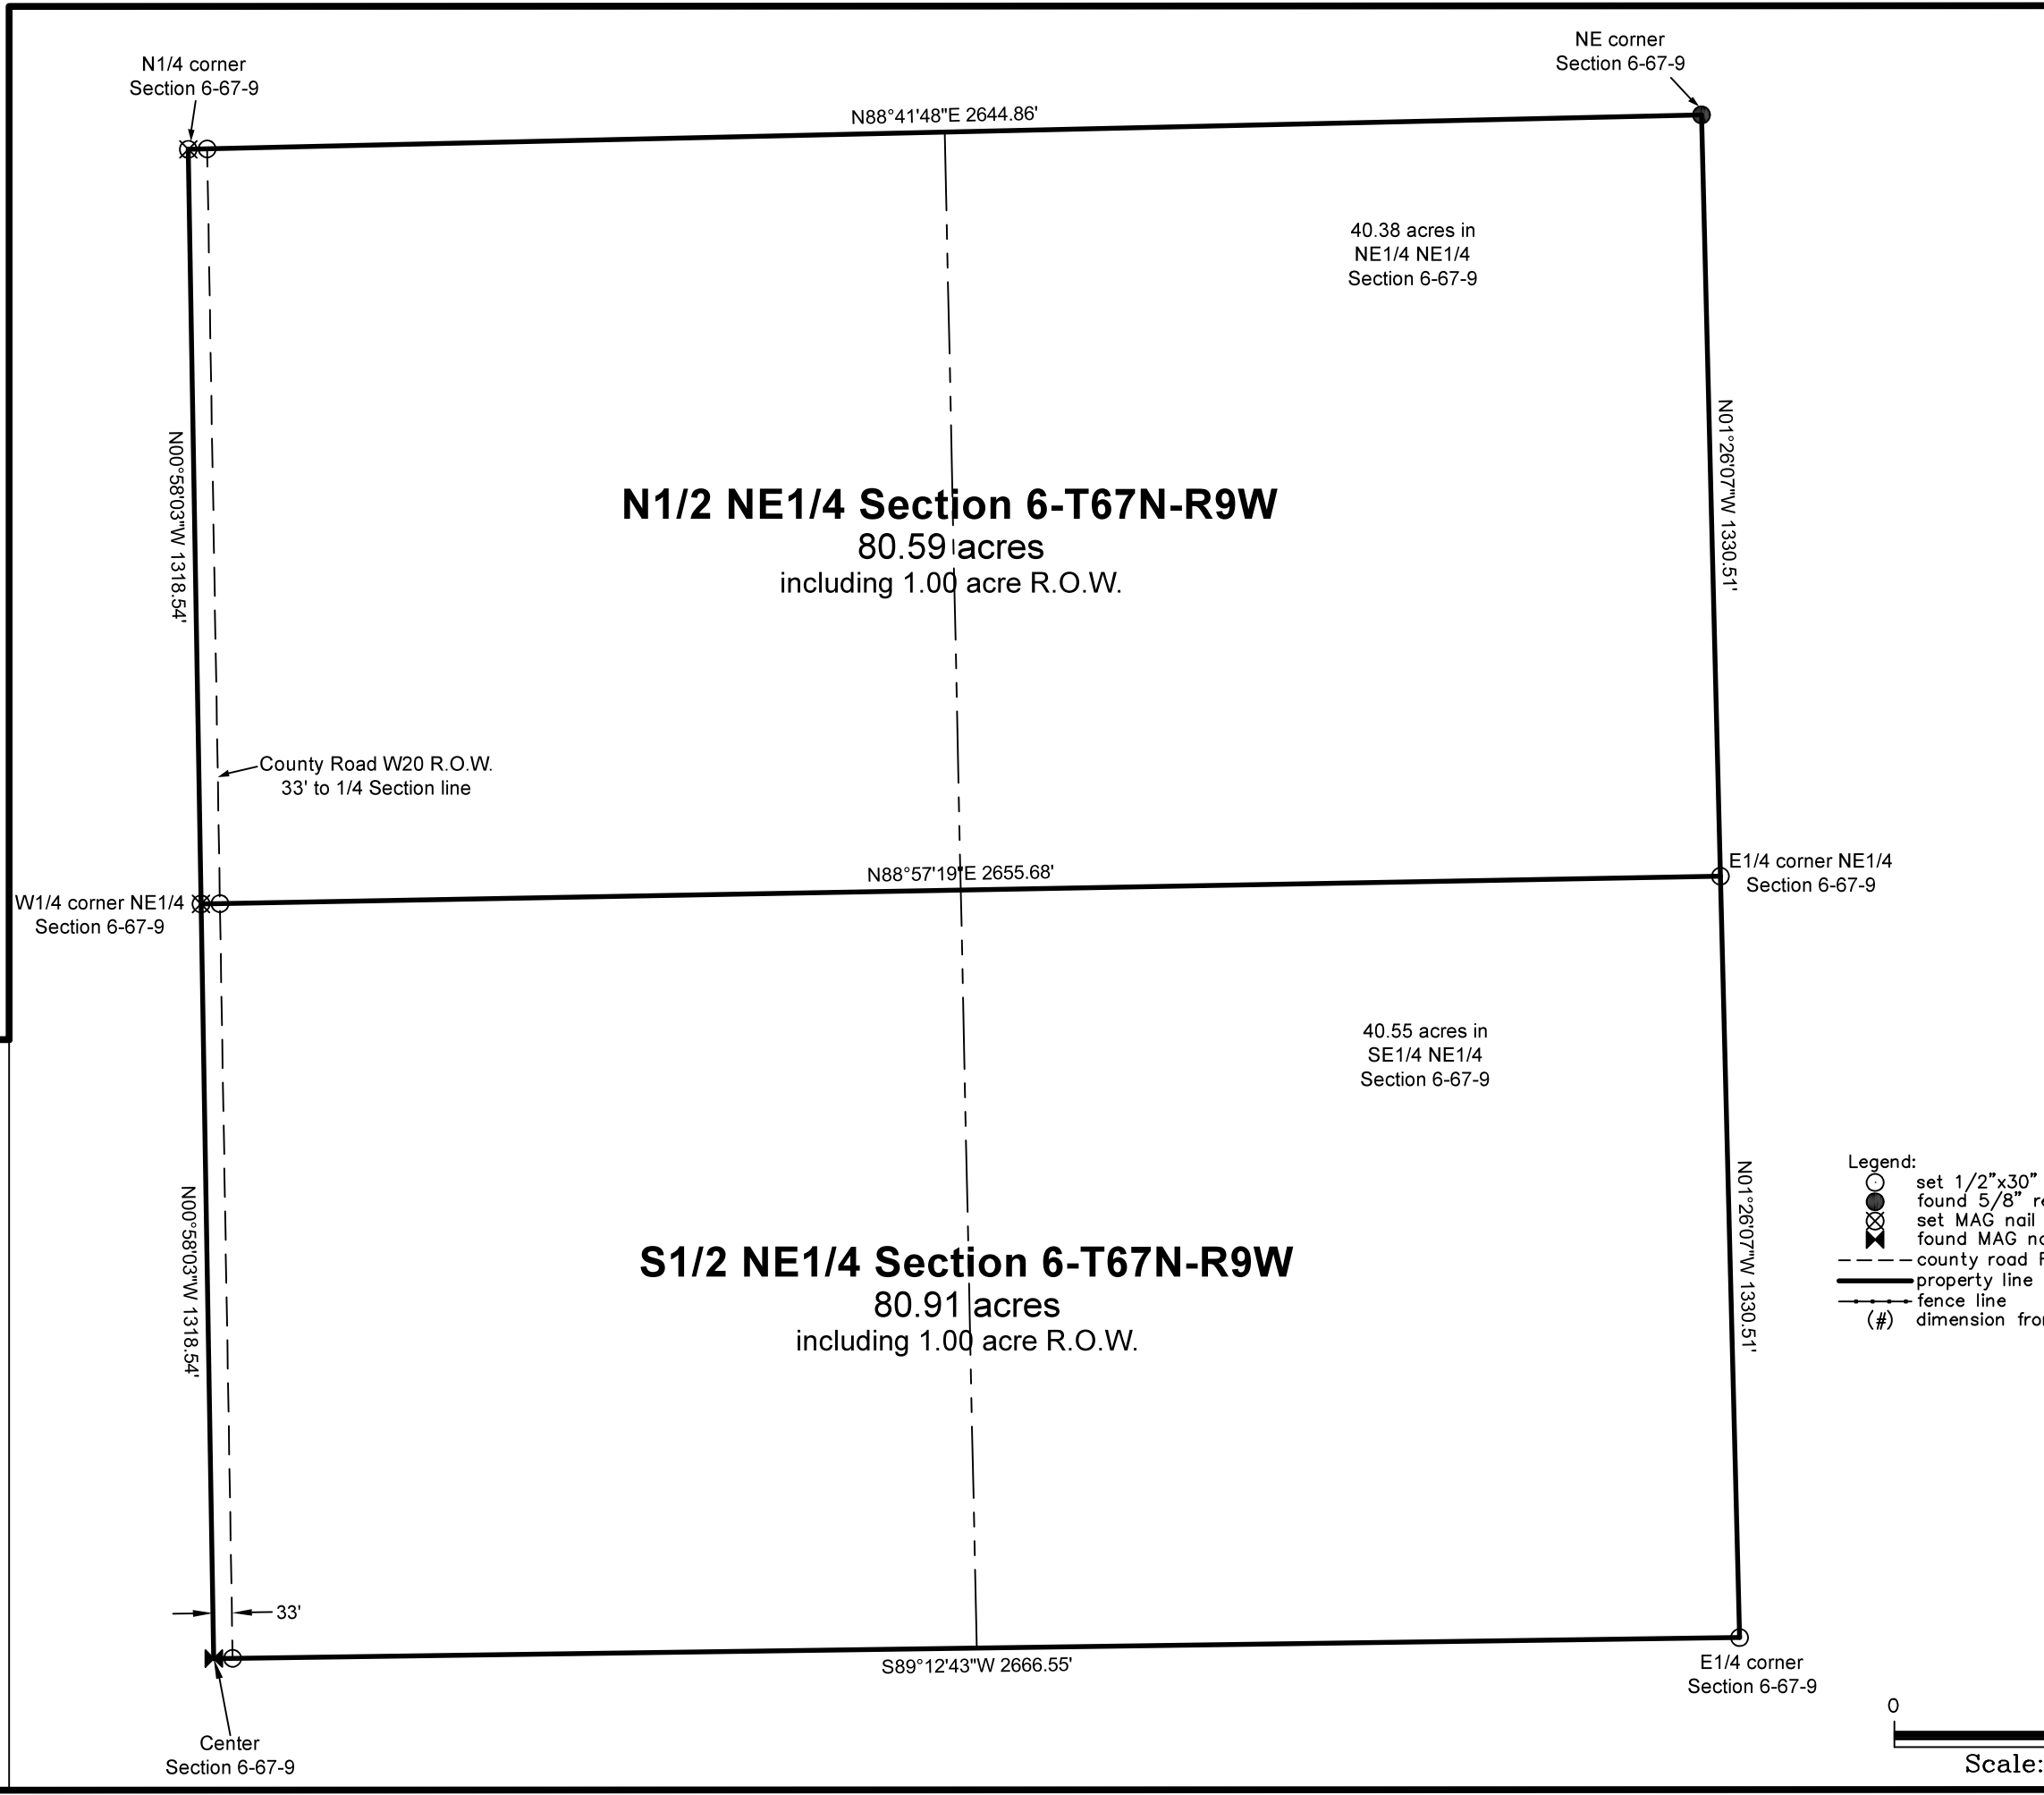 NE corner
Section 6-67-9
N1/4 corner
Section 6-67-9
N88°41'48"E 2644.86'
40.38 acres in
NE1/4 NE1/4
Section 6-67-9
N01°26'07"W 1330.51'
N00°58'03"W 1318.54'
N1/2 NE1/4 Section 6-T67N-R9W
80.59 acres
including 1.00 acre R.O.W.
County Road W20 R.O.W.
33' to 1/4 Section line
N88°57'19"E 2655.68'
E1/4 corner NE1/4
Section 6-67-9
W1/4 corner NE1/4
Section 6-67-9
40.55 acres in
SE1/4 NE1/4
Section 6-67-9
N01°26'07"W 1330.51'
N00°58'03"W 1318.54'
Legend:
set 1/2"x30"
found 5/8" re
set MAG nail
found MAG na
county road
property line
fence line
(#) dimension fro
S1/2 NE1/4 Section 6-T67N-R9W
80.91 acres
including 1.00 acre R.O.W.
33'
S89°12'43"W 2666.55'
E1/4 corner
Section 6-67-9
Center
Section 6-67-9
0
Scale: